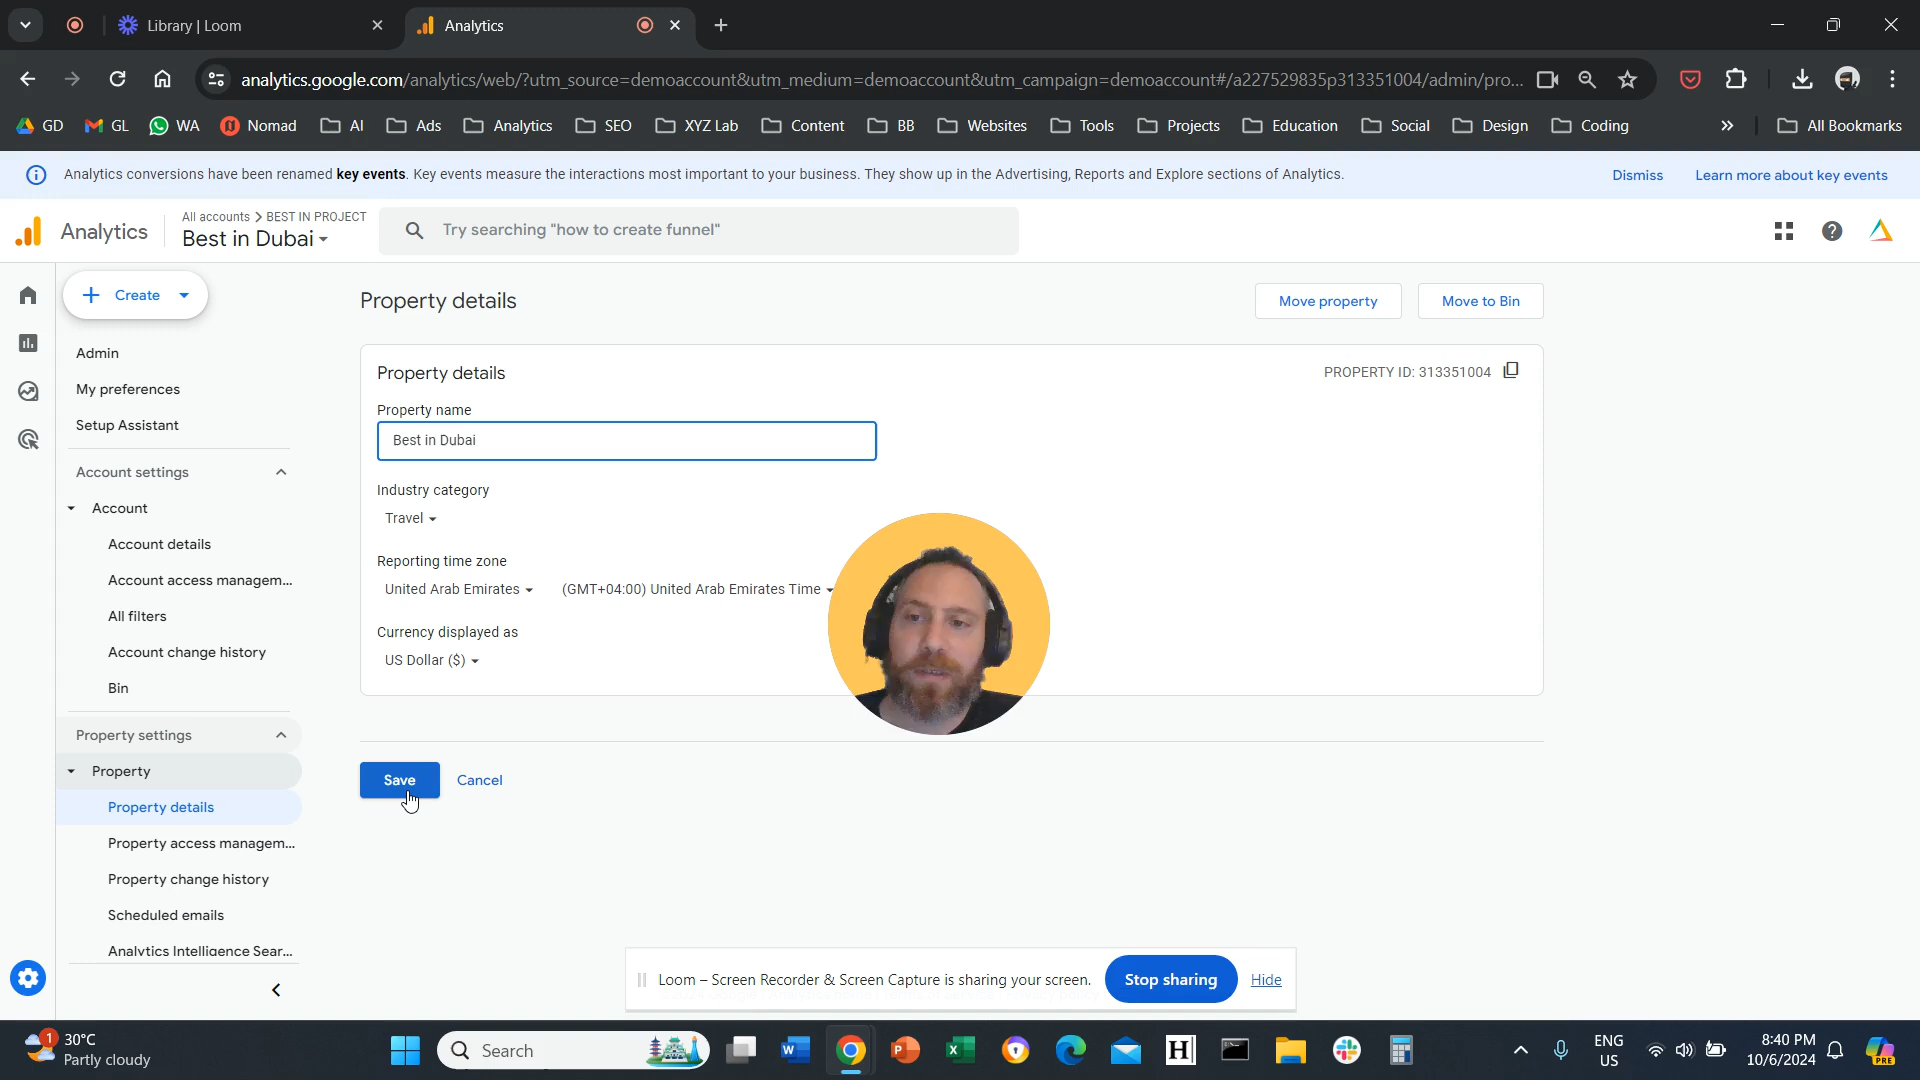 Library | Loom
Analytics
analytics.google.com/analytics/web/?utm_source=demoaccount&utm_medium=demoaccount&utm_campaign=demoaccount#/a227529835p313351004/admin/pro...
GD
GL
WA
Nomad
AI
Ads
Analytics
SEO
XYZ Lab
Content
BB
Websites
Tools
Projects
Education
Social
Design
Coding
All Bookmarks
Analytics conversions have been renamed key events. Key events measure the interactions most important to your business. They show up in the Advertising, Reports and Explore sections of Analytics.
Dismiss
Learn more about key events
Analytics
All accounts > BEST IN PROJECT
Best in Dubai
Try searching "how to create funnel"
Create
Admin
My preferences
Setup Assistant
Account settings
Account
Account details
Account access managem...
All filters
Account change history
Bin
Property settings
Property
Property details
Property access managem...
Property change history
Scheduled emails
Analytics Intelligence Sear...
Property details
Move property
Move to Bin
Property details
PROPERTY ID: 313351004
Property name
Best in Dubai
Industry category
Travel
Reporting time zone
United Arab Emirates
(GMT+04:00) United Arab Emirates Time
Currency displayed as
US Dollar ($)
Save
Cancel
Loom – Screen Recorder & Screen Capture is sharing your screen.
Stop sharing
Hide
1
30°C
Partly cloudy
Search
ENG
US
8:40 PM
10/6/2024
PRE